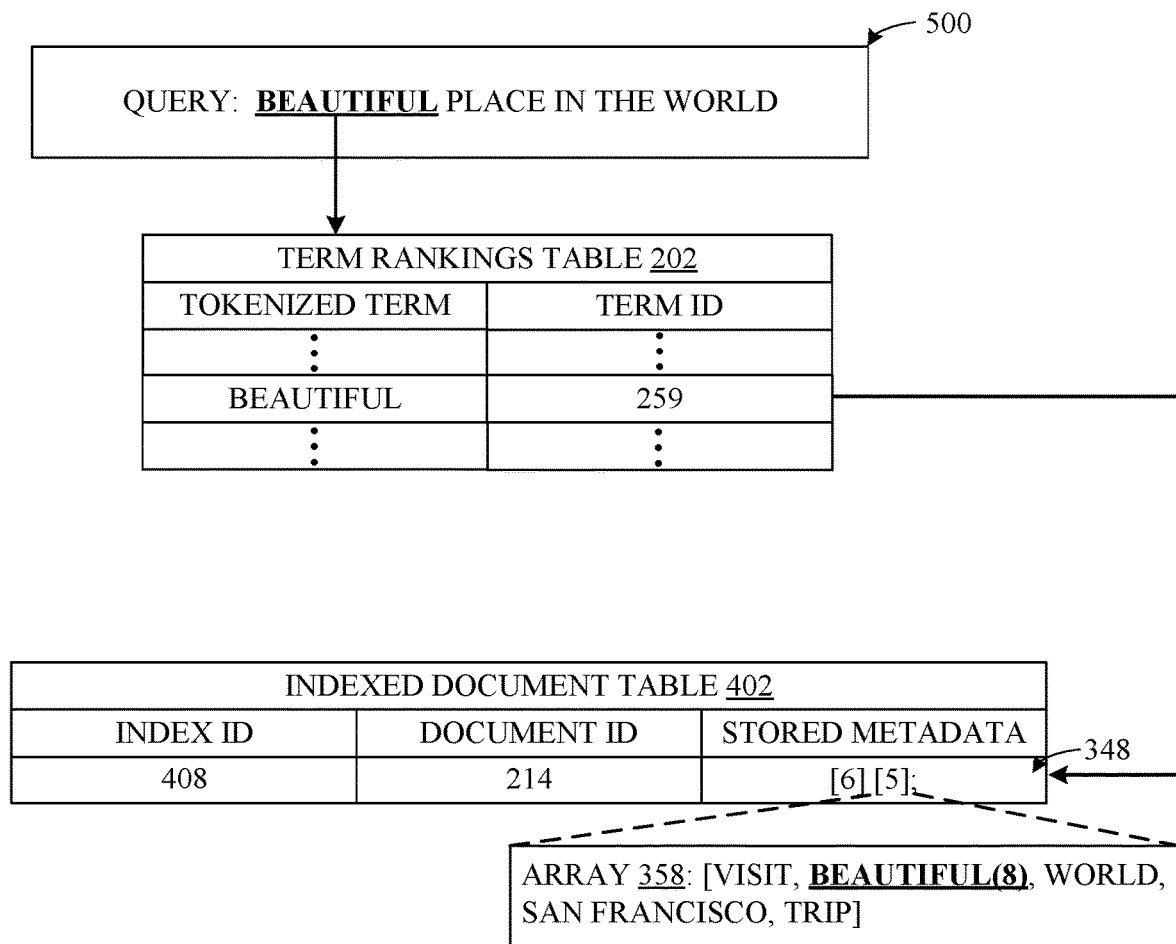 500
QUERY: BEAUTIFUL PLACE IN THE WORLD
TERM RANKINGS TABLE 202
TOKENIZED TERM TERM ID
BEAUTIFUL 259
INDEXED DOCUMENT TABLE 402
INDEX ID DOCUMENT ID STORED METADATA
348
408 214 [6] [5];
ARRAY 358: [VISIT, BEAUTIFUL(8), WORLD,
SAN FRANCISCO, TRIP]